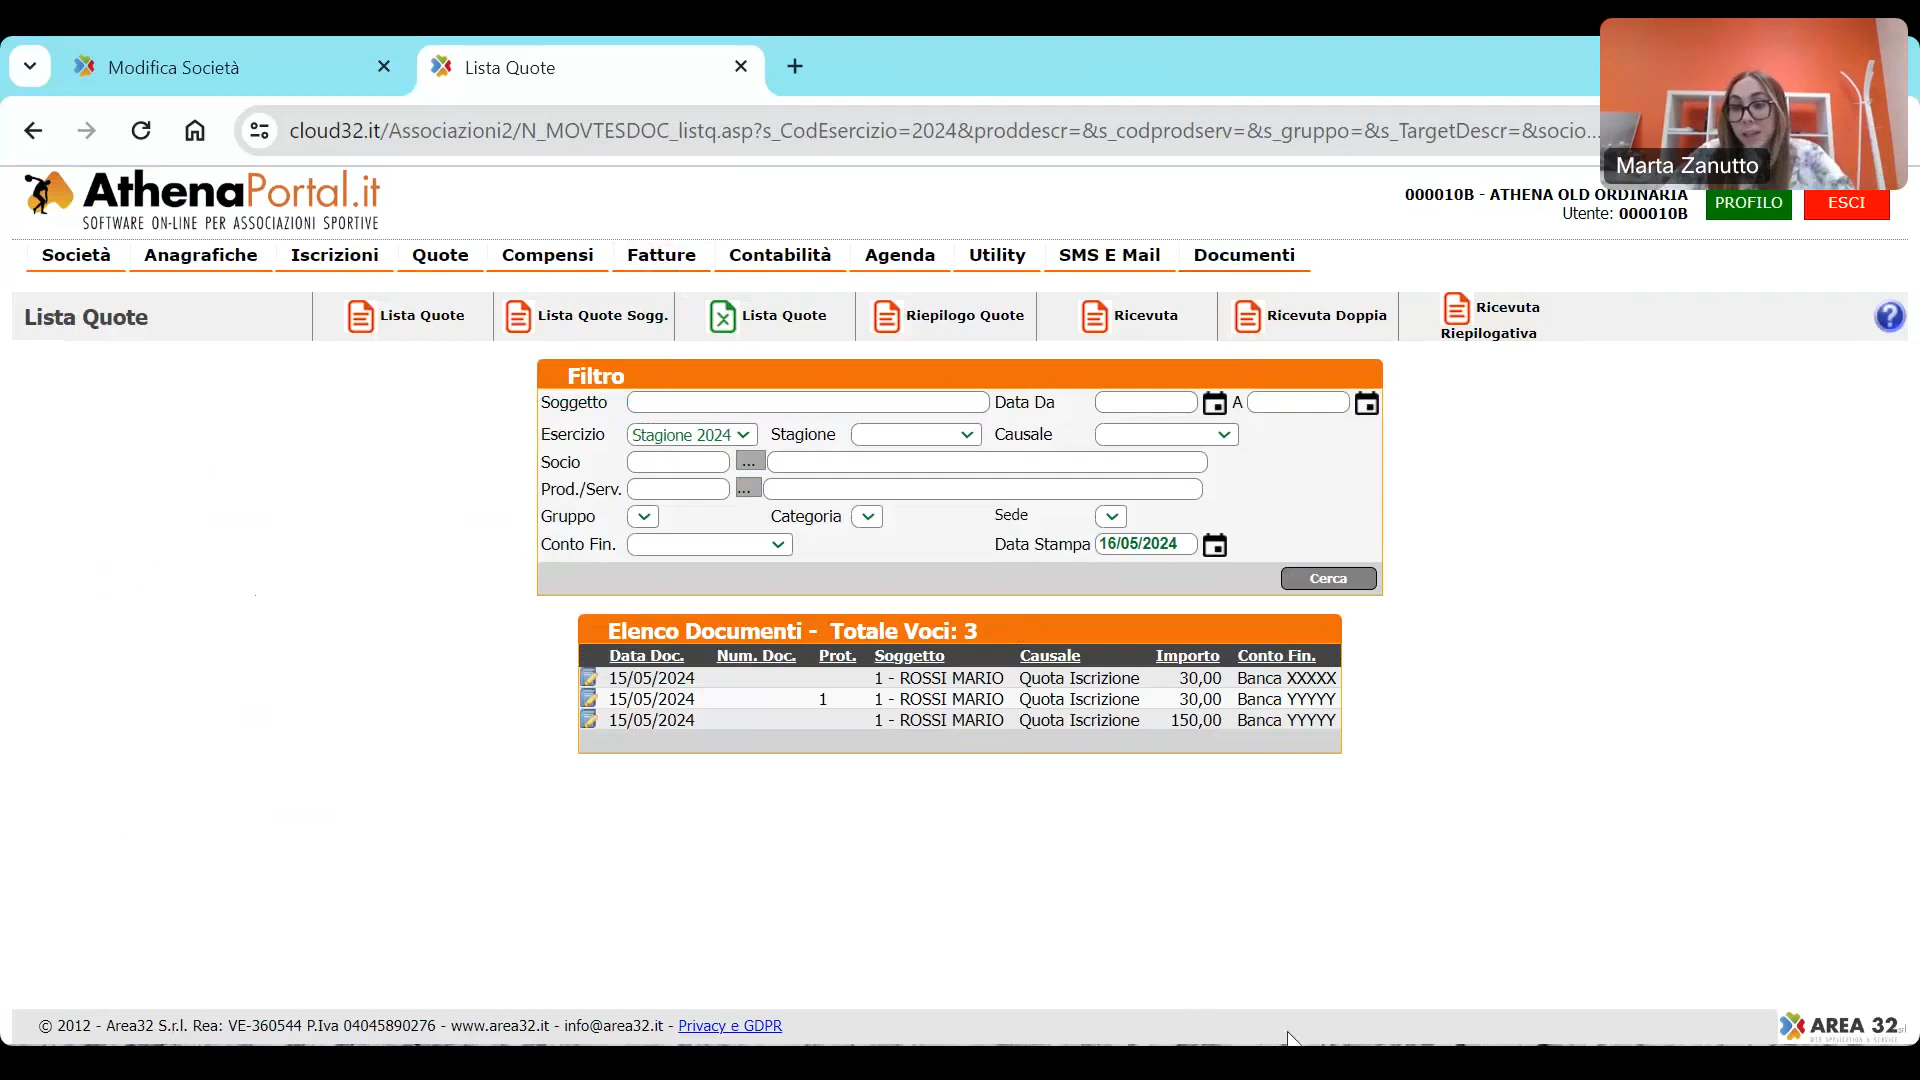 Modifica Società
Lista Quote
cloud32.it/Associazioni2/N_MOVTESDOC_listq.asp?s_CodEsercizio=2024&proddescr=&s_codprodserv=&s_gruppo=&s_TargetDescr=&socio...
Marta Zanutto
AthenaPortal.it
SOFTWARE ON-LINE PER ASSOCIAZIONI SPORTIVE
000010B - ATHENA OLD ORDINARIA
Utente: 000010B
PROFILO
ESCI
Società Anagrafiche Iscrizioni Quote Compensi Fatture Contabilità Agenda Utility SMS E Mail Documenti
Lista Quote
Lista Quote
Lista Quote Sogg.
Lista Quote
Riepilogo Quote
Ricevuta
Ricevuta Doppia
Ricevuta
Riepilogativa
?
Filtro
Soggetto Data Da A
Esercizio Stagione 2024 Stagione Causale
Socio ...
Prod./Serv. ...
Gruppo Categoria Sede
Conto Fin. Data Stampa 16/05/2024
Cerca
Elenco Documenti - Totale Voci: 3
Data Doc. Num. Doc. Prot. Soggetto Causale Importo Conto Fin.
15/05/2024 1 - ROSSI MARIO Quota Iscrizione 30,00 Banca XXXXX
15/05/2024 1 1 - ROSSI MARIO Quota Iscrizione 30,00 Banca YYYYY
15/05/2024 1 - ROSSI MARIO Quota Iscrizione 150,00 Banca YYYYY
© 2012 - Area32 S.r.l. Rea: VE-360544 P.Iva 04045890276 - www.area32.it - info@area32.it - Privacy e GDPR
AREA 32 srl
WEB APPLICATION & SERVICE